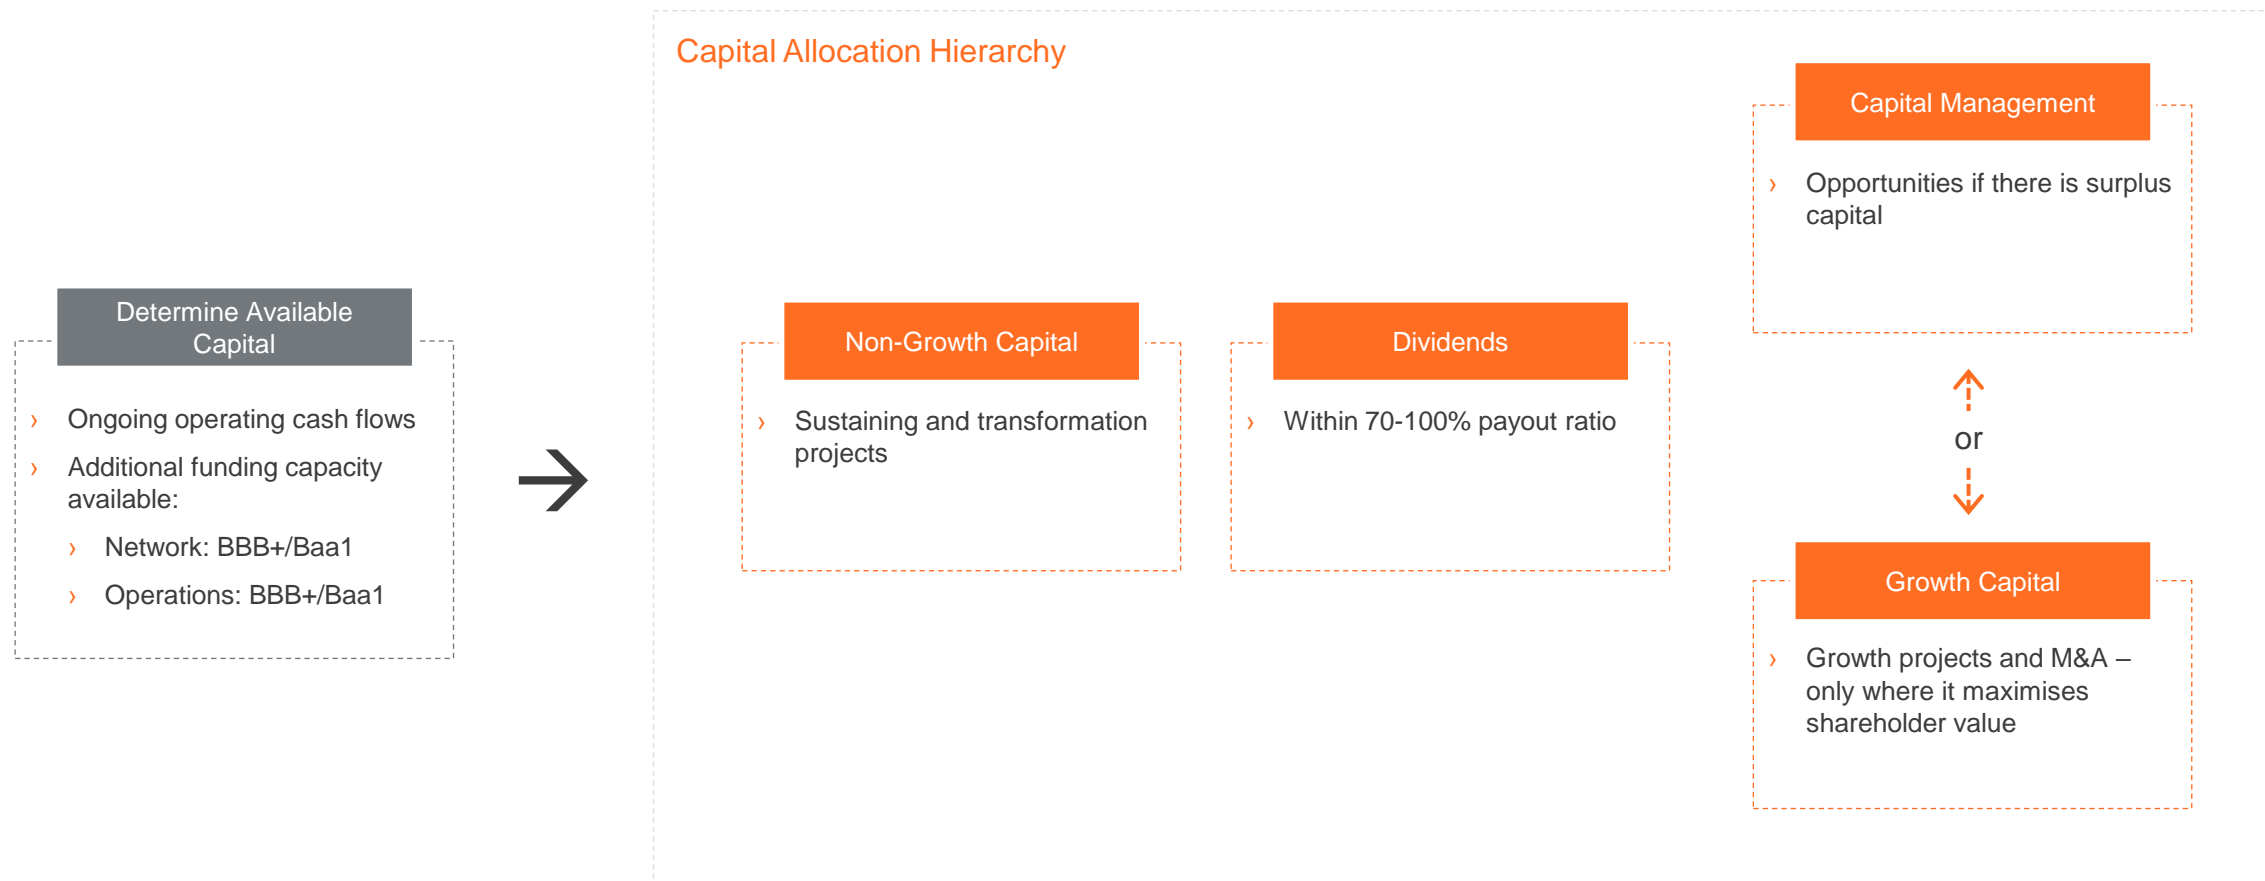 Capital Allocation Hierarchy
Determine Available
Capital
› Ongoing operating cash flows
› Additional funding capacity
available:
› Network: BBB+/Baa1
› Operations: BBB+/Baa1
Non-Growth Capital
› Sustaining and transformation
projects
Dividends
› Within 70-100% payout ratio
Capital Management
› Opportunities if there is surplus
capital
or
Growth Capital
› Growth projects and M&A –
only where it maximises
shareholder value